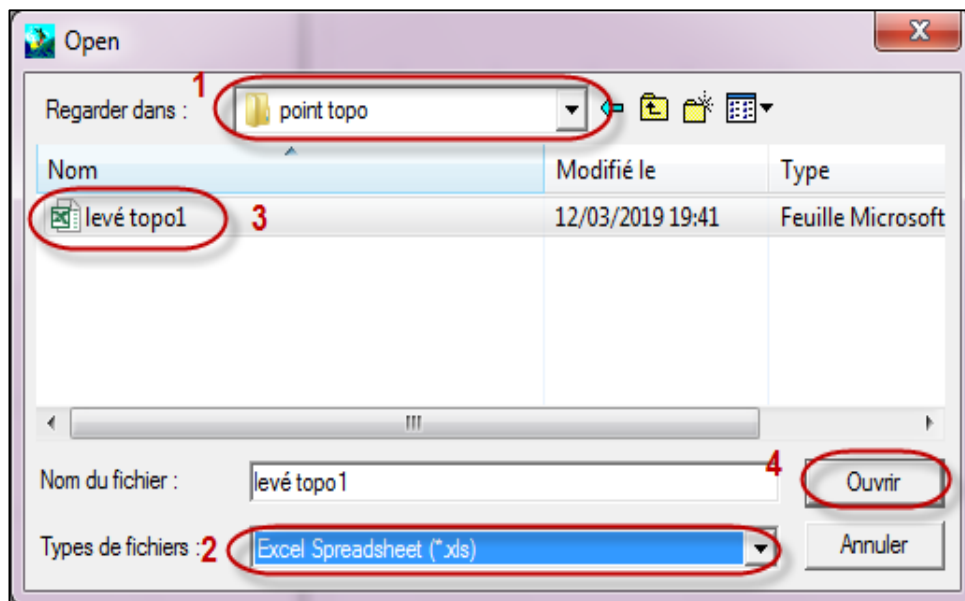 Open
1
Regarder dans : point topo
Nom Modifié le Type
levé topo1 3 12/03/2019 19:41 Feuille Microsoft
Nom du fichier : levé topo1 4 Ouvrir
Types de fichiers : 2 Excel Spreadsheet (*.xls) Annuler